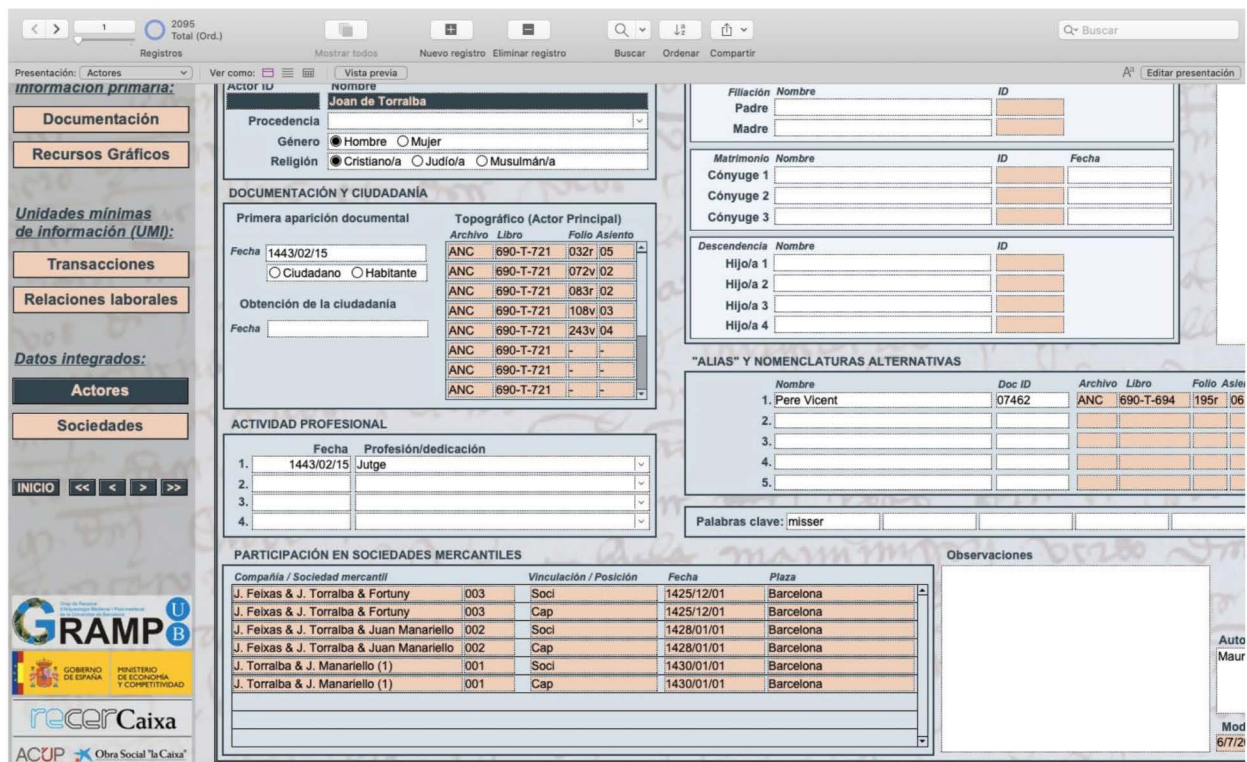 1
2095
Total (Ord.)
Registros
Mostrar todos
Nuevo registro
Eliminar registro
Buscar
Ordenar
Compartir
Buscar
Presentación: Actores
Ver como:
Vista previa
Editar presentación
Información primaria:
Documentación
Recursos Gráficos
Unidades mínimas
de información (UMI):
Transacciones
Relaciones laborales
Datos integrados:
Actores
Sociedades
INICIO << < > >>
GRAMP
UB
GOBIERNO
DE ESPAÑA
MINISTERIO
DE ECONOMÍA
Y COMPETITIVIDAD
recerCaixa
ACUP Obra Social "la Caixa"
Actor ID Nombre
Joan de Torralba
Procedencia
Género Hombre Mujer
Religión Cristiano/a Judío/a Musulmán/a
DOCUMENTACIÓN Y CIUDADANÍA
Primera aparición documental
Fecha 1443/02/15
Ciudadano Habitante
Obtención de la ciudadanía
Fecha
Topográfico (Actor Principal)
Archivo Libro Folio Asiento
ANC 690-T-721 032r 05
ANC 690-T-721 072v 02
ANC 690-T-721 083r 02
ANC 690-T-721 108v 03
ANC 690-T-721 243v 04
ANC 690-T-721 - -
ANC 690-T-721 - -
ANC 690-T-721 - -
ACTIVIDAD PROFESIONAL
Fecha Profesión/dedicación
1. 1443/02/15 Jutge
2.
3.
4.
Filiación Nombre ID
Padre
Madre
Matrimonio Nombre ID Fecha
Cónyuge 1
Cónyuge 2
Cónyuge 3
Descendencia Nombre ID
Hijo/a 1
Hijo/a 2
Hijo/a 3
Hijo/a 4
"ALIAS" Y NOMENCLATURAS ALTERNATIVAS
Nombre Doc ID Archivo Libro Folio Asien
1. Pere Vicent 07462 ANC 690-T-694 195r 06
2.
3.
4.
5.
Palabras clave: misser
PARTICIPACIÓN EN SOCIEDADES MERCANTILES
Compañía / Sociedad mercantil Vinculación / Posición Fecha Plaza
J. Feixas & J. Torralba & Fortuny 003 Soci 1425/12/01 Barcelona
J. Feixas & J. Torralba & Fortuny 003 Cap 1425/12/01 Barcelona
J. Feixas & J. Torralba & Juan Manariello 002 Soci 1428/01/01 Barcelona
J. Feixas & J. Torralba & Juan Manariello 002 Cap 1428/01/01 Barcelona
J. Torralba & J. Manariello (1) 001 Soci 1430/01/01 Barcelona
J. Torralba & J. Manariello (1) 001 Cap 1430/01/01 Barcelona
Observaciones
Auto
Maur
Mod
6/7/20